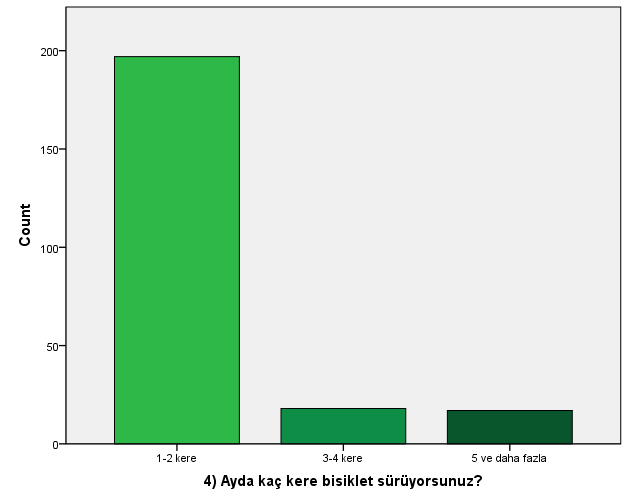 Count
200
150
100
50
0
1-2 kere
3-4 kere
5 ve daha fazla
4) Ayda kaç kere bisiklet sürüyorsunuz?